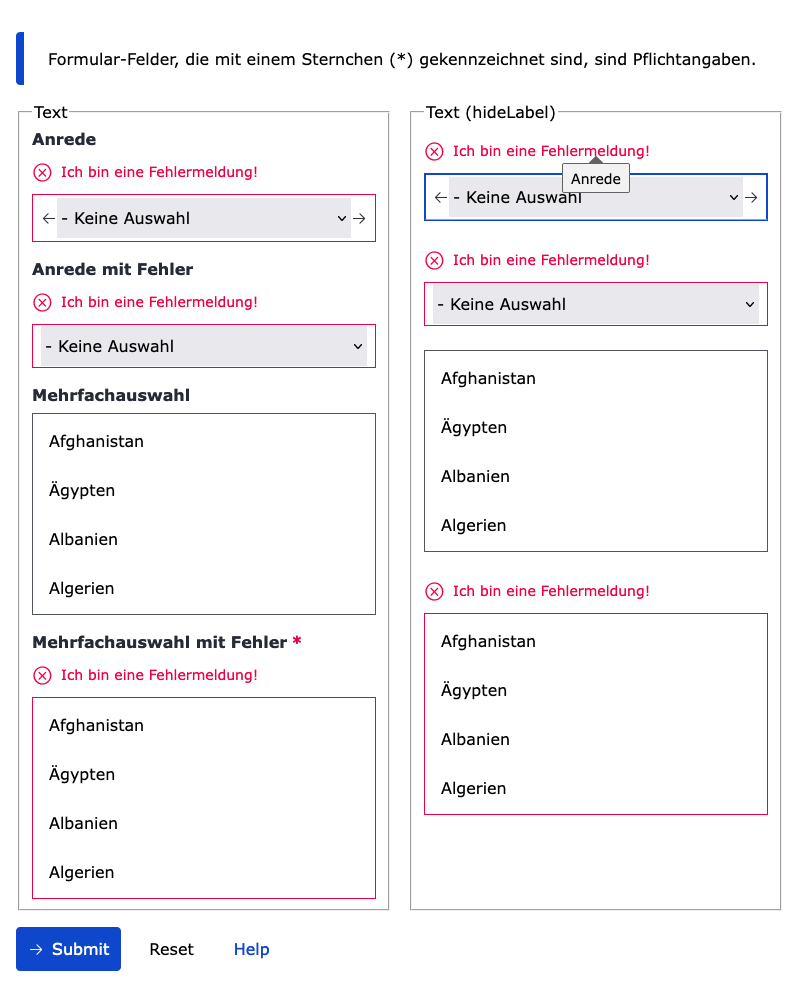 Formular-Felder, die mit einem Sternchen (*) gekennzeichnet sind, sind Pflichtangaben.
Text
Anrede
Ich bin eine Fehlermeldung!
- Keine Auswahl
Anrede mit Fehler
Ich bin eine Fehlermeldung!
- Keine Auswahl
Mehrfachauswahl
Afghanistan
Ägypten
Albanien
Algerien
Mehrfachauswahl mit Fehler *
Ich bin eine Fehlermeldung!
Afghanistan
Ägypten
Albanien
Algerien
Text (hideLabel)
Ich bin eine Fehlermeldung!
Anrede
- Keine Auswahl
Ich bin eine Fehlermeldung!
- Keine Auswahl
Afghanistan
Ägypten
Albanien
Algerien
Ich bin eine Fehlermeldung!
Afghanistan
Ägypten
Albanien
Algerien
Submit Reset Help